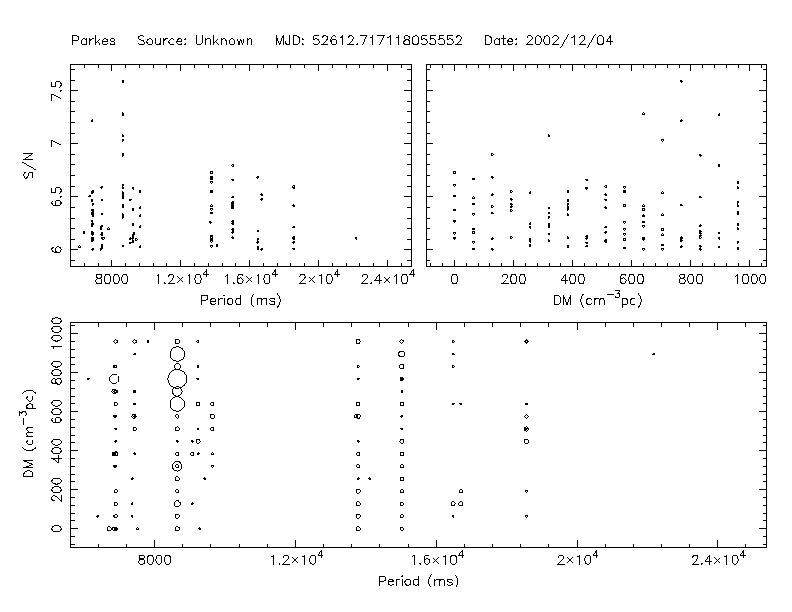 Parkes Source: Unknown MJD: 52612.717118055552 Date: 2002/12/04
S/N
7.5
7
6.5
6
8000 1.2×10^4 1.6×10^4 2×10^4 2.4×10^4
Period (ms)
0 200 400 600 800 1000
DM (cm^-3pc)
DM (cm^-3pc)
1000
800
600
400
200
0
8000 1.2×10^4 1.6×10^4 2×10^4 2.4×10^4
Period (ms)